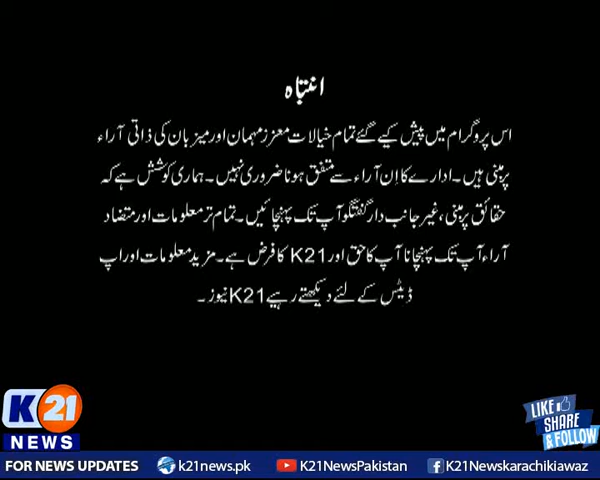 انتباہ
اس پروگرام میں پیش کیے گئے تمام خیالات معزز مہمان اور میزبان کی ذاتی آراء
پر مبنی ہیں۔ ادارے کا اِن آراء سے متفق ہونا ضروری نہیں۔ ہماری کوشش ہے کہ
حقائق پر مبنی، غیر جانب دار گفتگو آپ تک پہنچائیں۔ تمام تر معلومات اور متضاد
آراء آپ تک پہنچانا آپ کا حق اور K21 کا فرض ہے۔ مزید معلومات اور اپ
ڈیٹس کے لئے دیکھتے رہیے K21 نیوز۔
K21
NEWS
LIKE
SHARE
& FOLLOW
FOR NEWS UPDATES k21news.pk K21NewsPakistan K21Newskarachikiawaz